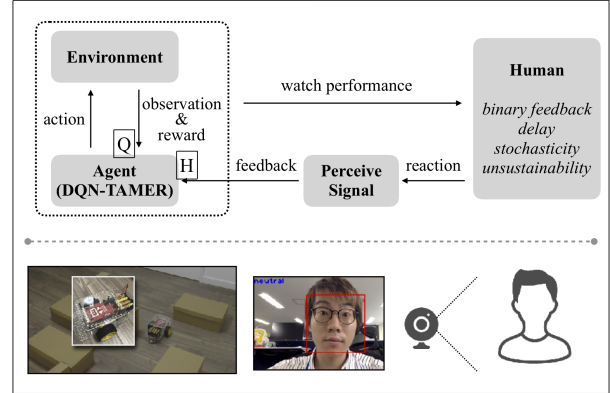 Environment
action
observation
&
reward
Q
H
Agent
(DQN-TAMER)
watch performance
feedback
Perceive
Signal
reaction
Human
binary feedback
delay
stochasticity
unsustainability
neutral